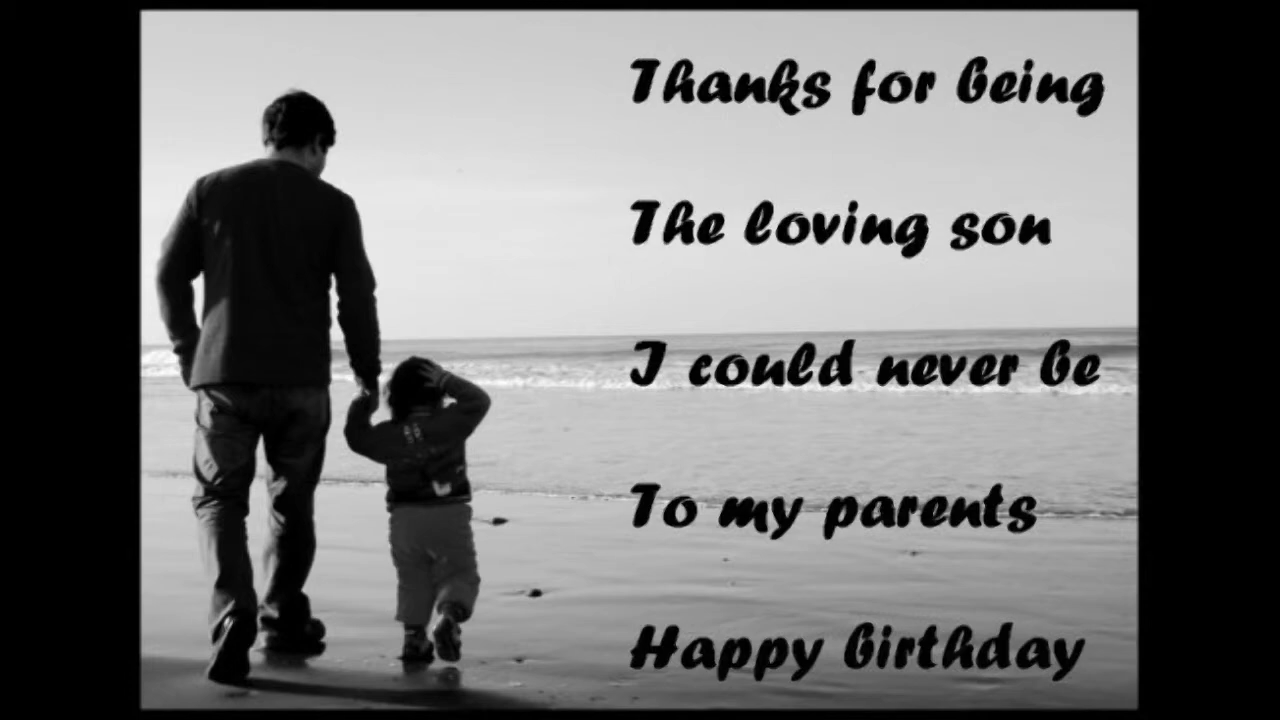 Thanks for being
The loving son
I could never be
To my parents
Happy birthday